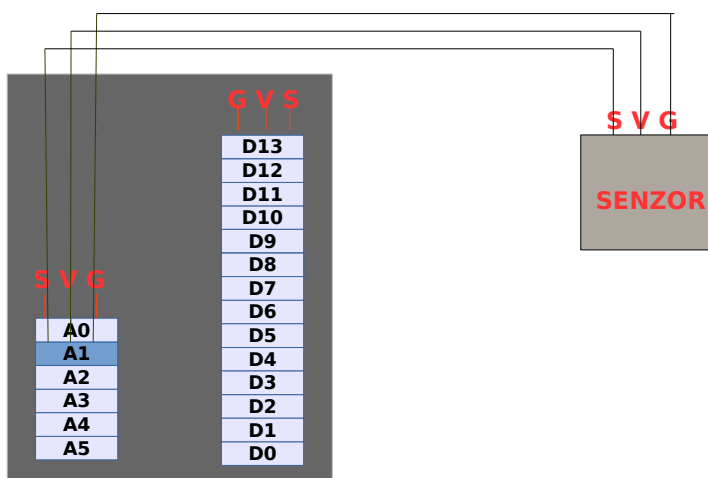 G V S
D13
D12
D11
D10
D9
D8
D7
D6
D5
D4
D3
D2
D1
D0
S V G
A0
A1
A2
A3
A4
A5
S V G
SENZOR